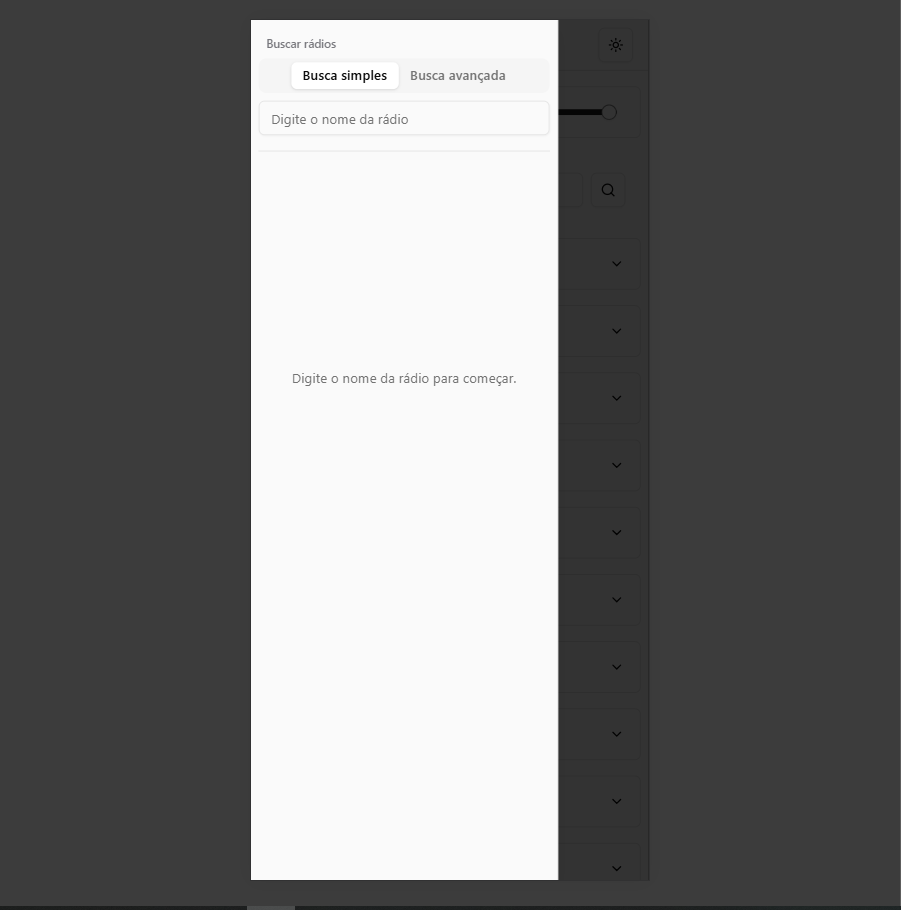 Buscar rádios
Busca simples
Busca avançada
Digite o nome da rádio
Digite o nome da rádio para começar.